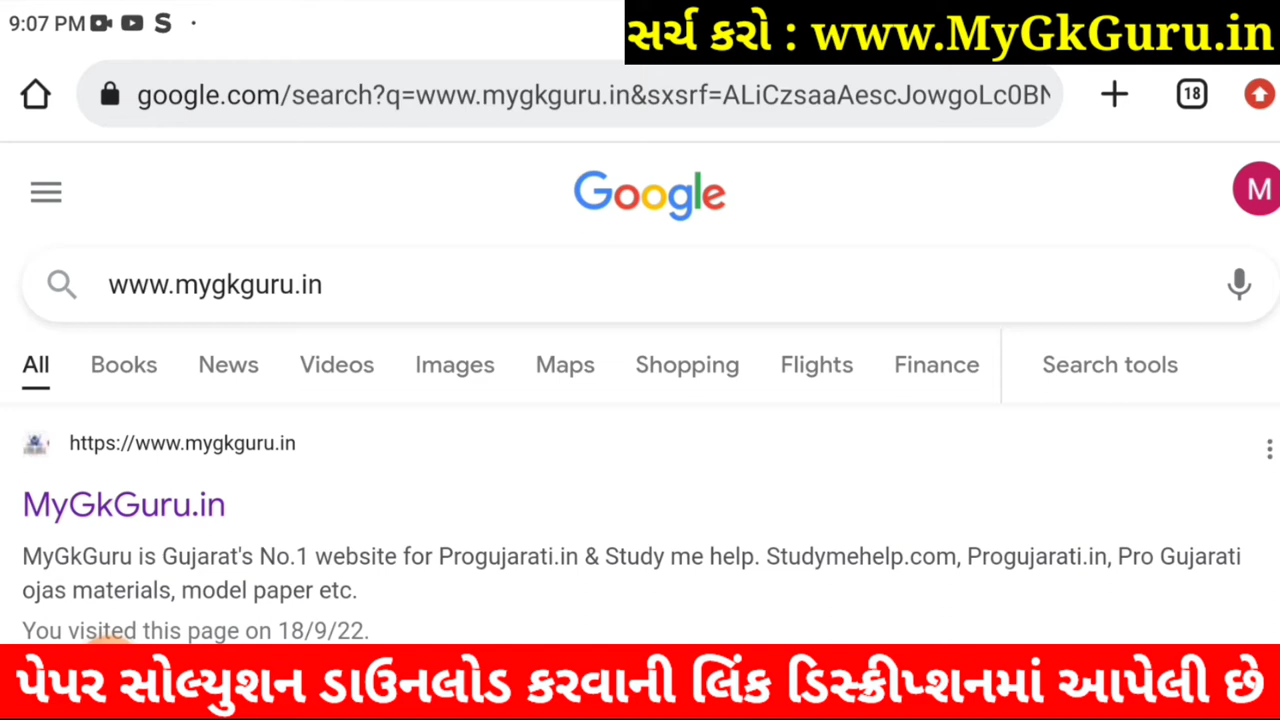 9:07 PM
સર્ચ કરો : www.MyGkGuru.in
google.com/search?q=www.mygkguru.in&sxsrf=ALiCzsaaAescJowgoLc0BN
18
Google
M
www.mygkguru.in
All Books News Videos Images Maps Shopping Flights Finance Search tools
https://www.mygkguru.in
MyGkGuru.in
MyGkGuru is Gujarat's No.1 website for Progujarati.in & Study me help. Studymehelp.com, Progujarati.in, Pro Gujarati
ojas materials, model paper etc.
You visited this page on 18/9/22.
પેપર સોલ્યુશન ડાઉનલોડ કરવાની લિંક ડિસ્ક્રીપ્શનમાં આપેલી છે